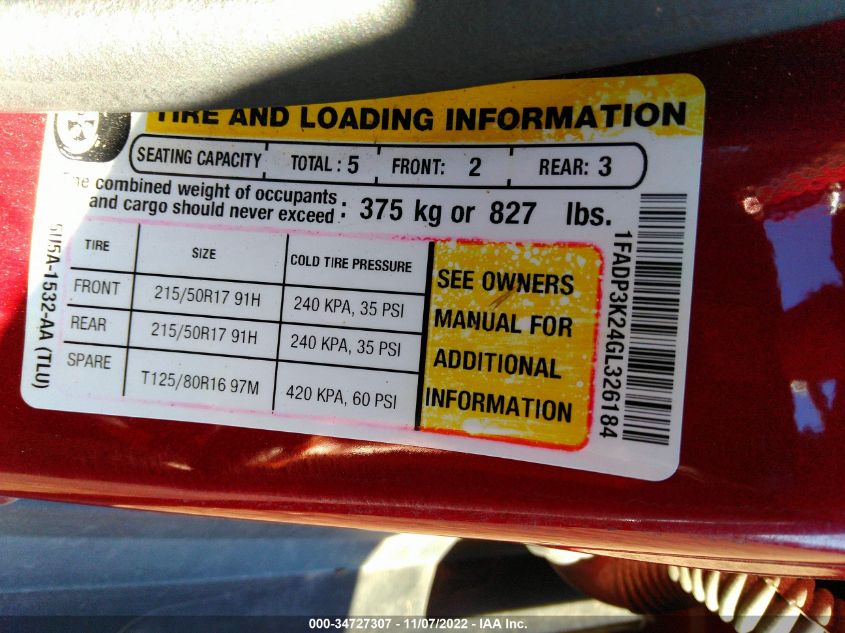 TIRE AND LOADING INFORMATION
SEATING CAPACITY TOTAL : 5 FRONT: 2 REAR: 3
The combined weight of occupants
and cargo should never exceed : 375 kg or 827 lbs.
TIRE SIZE COLD TIRE PRESSURE
FRONT 215/50R17 91H 240 KPA, 35 PSI
REAR 215/50R17 91H 240 KPA, 35 PSI
SPARE T125/80R16 97M 420 KPA, 60 PSI
SEE OWNERS
MANUAL FOR
ADDITIONAL
INFORMATION
1FADP3K24GL326184
5U5A-1532-AA (TLU)
000-34727307 - 11/07/2022 - IAA Inc.